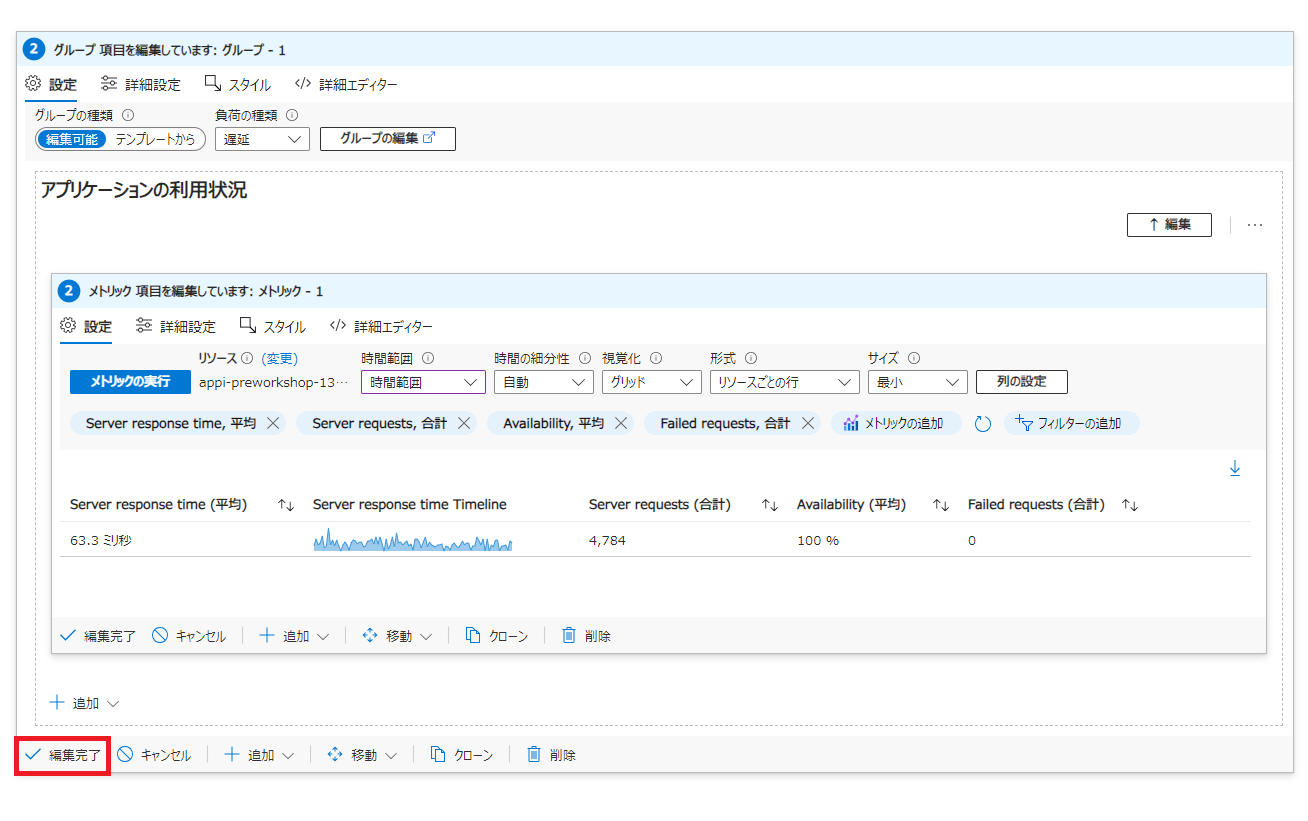 2 グループ 項目を編集しています: グループ - 1
設定 詳細設定 スタイル 詳細エディター
グループの種類 負荷の種類
編集可能 テンプレートから 遅延 グループの編集
アプリケーションの利用状況
↑ 編集 ...
2 メトリック 項目を編集しています: メトリック - 1
設定 詳細設定 スタイル 詳細エディター
リソース (変更) 時間範囲 時間の細分性 視覚化 形式 サイズ
メトリックの実行 appi-preworkshop-13... 時間範囲 自動 グリッド リソースごとの行 最小 列の設定
Server response time, 平均 Server requests, 合計 Availability, 平均 Failed requests, 合計 メトリックの追加 フィルターの追加
Server response time (平均) Server response time Timeline Server requests (合計) Availability (平均) Failed requests (合計)
63.3 ミリ秒 4,784 100 % 0
編集完了 キャンセル 追加 移動 クローン 削除
追加
編集完了 キャンセル 追加 移動 クローン 削除